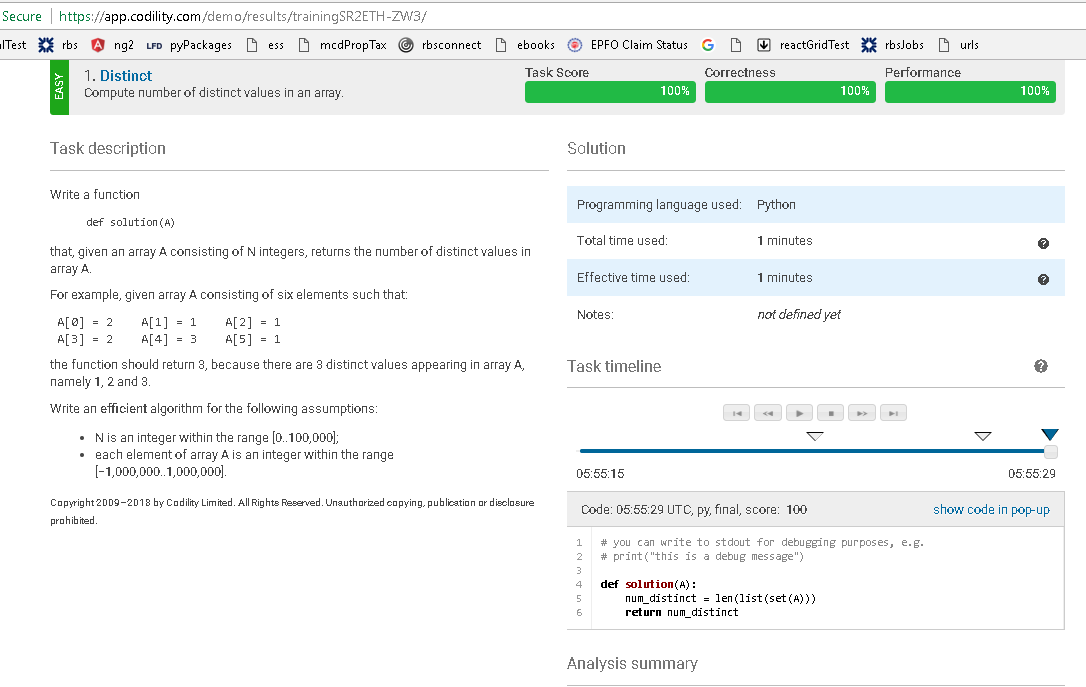 Secure https://app.codility.com/demo/results/trainingSR2ETH-ZW3/
lTest rbs ng2 LFD pyPackages ess mcdPropTax rbsconnect ebooks EPFO Claim Status reactGridTest rbsJobs urls
EASY
1. Distinct
Compute number of distinct values in an array.
Task Score Correctness Performance
100% 100% 100%
Task description
Write a function
def solution(A)
that, given an array A consisting of N integers, returns the number of distinct values in
array A.
For example, given array A consisting of six elements such that:
A[0] = 2 A[1] = 1 A[2] = 1
A[3] = 2 A[4] = 3 A[5] = 1
the function should return 3, because there are 3 distinct values appearing in array A,
namely 1, 2 and 3.
Write an efficient algorithm for the following assumptions:
• N is an integer within the range [0..100,000];
• each element of array A is an integer within the range
[−1,000,000..1,000,000].
Copyright 2009–2018 by Codility Limited. All Rights Reserved. Unauthorized copying, publication or disclosure
prohibited.
Solution
Programming language used: Python
Total time used: 1 minutes ?
Effective time used: 1 minutes ?
Notes: not defined yet
Task timeline ?
05:55:15 05:55:29
Code: 05:55:29 UTC, py, final, score: 100 show code in pop-up
1 # you can write to stdout for debugging purposes, e.g.
2 # print("this is a debug message")
3
4 def solution(A):
5 num_distinct = len(list(set(A)))
6 return num_distinct
Analysis summary